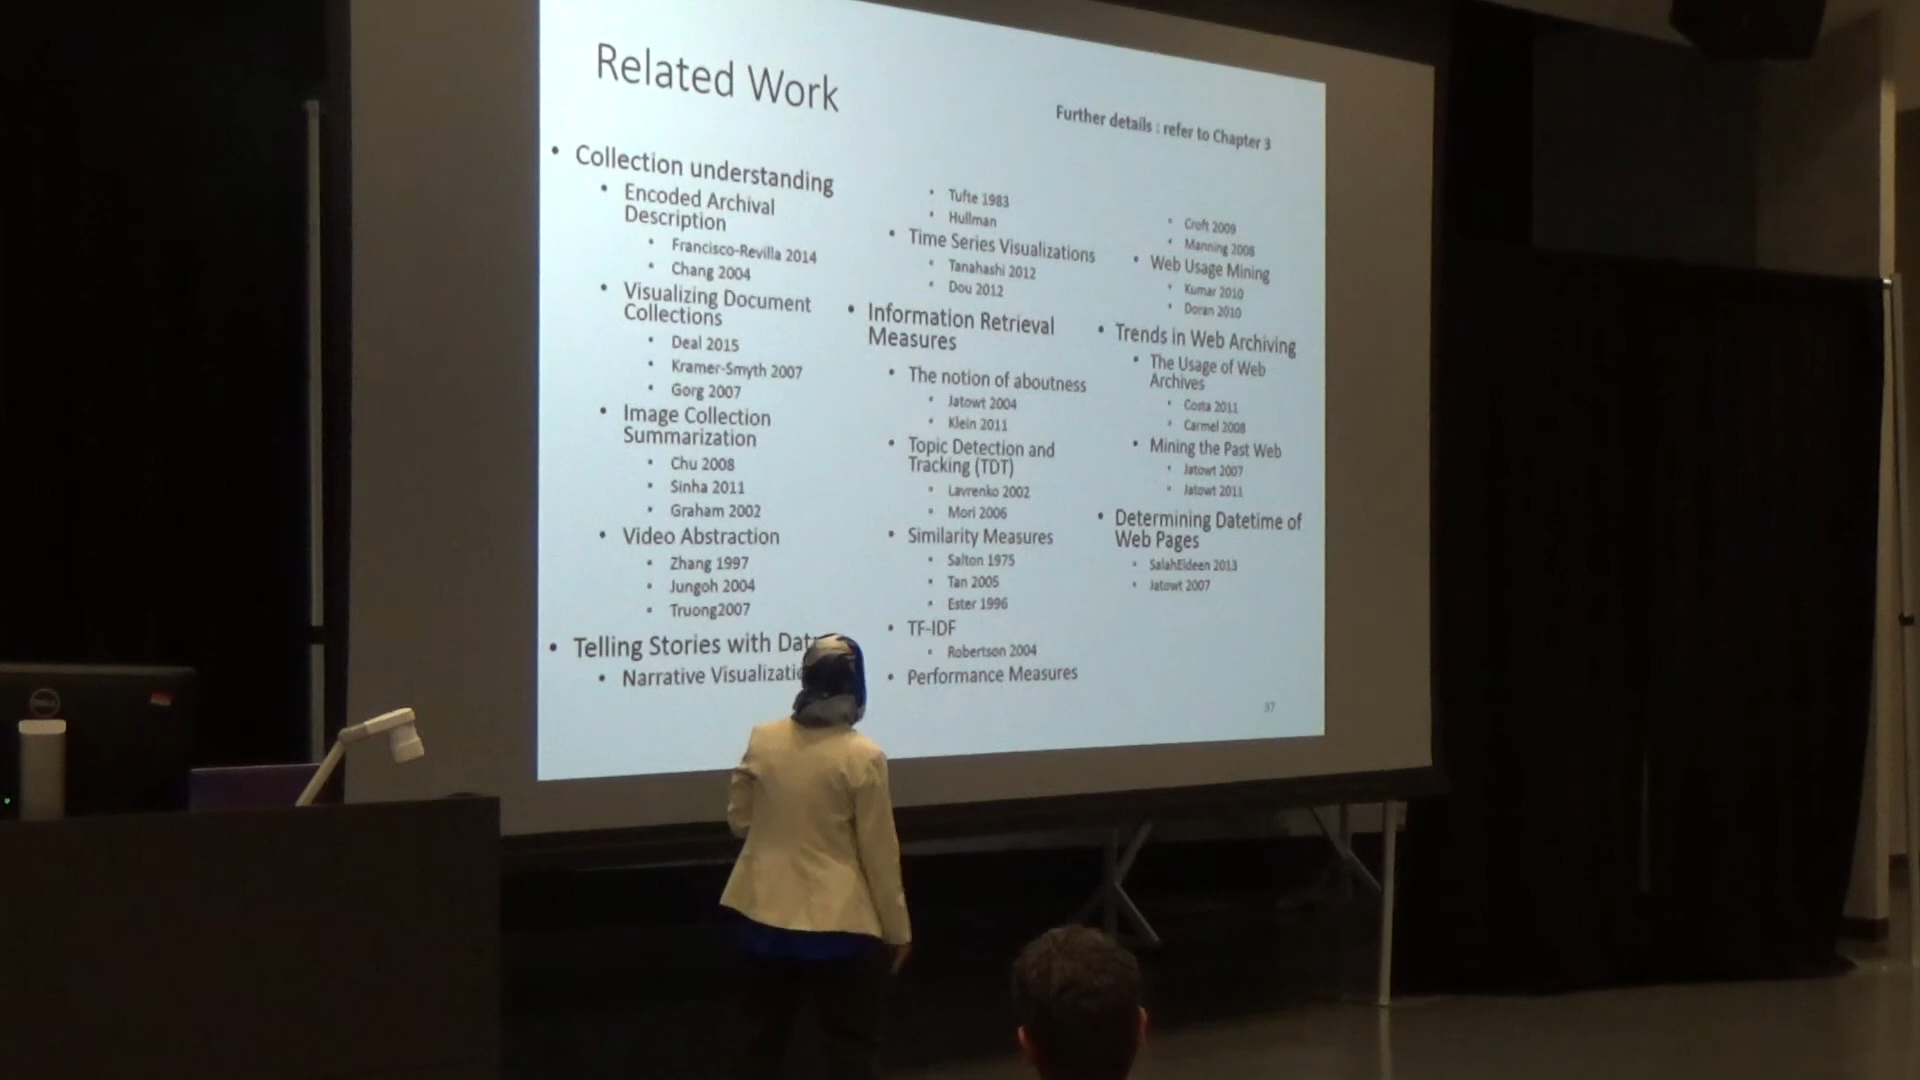 Related Work
Further details : refer to Chapter 3
• Collection understanding
• Encoded Archival
Description
• Francisco-Revilla 2014
• Chang 2004
• Visualizing Document
Collections
• Deal 2015
• Kramer-Smyth 2007
• Gorg 2007
• Image Collection
Summarization
• Chu 2008
• Sinha 2011
• Graham 2002
• Video Abstraction
• Zhang 1997
• Jungoh 2004
• Truong2007
• Telling Stories with
• Narrative
• Tufte 1983
• Hullman
• Time Series Visualizations
• Tanahashi 2012
• Dou 2012
• Information Retrieval
Measures
• The notion of aboutness
• Jatowt 2004
• Klein 2011
• Topic Detection and
Tracking (TDT)
• Lavrenko 2002
• Mori 2006
• Similarity Measures
• Salton 1975
• Tan 2005
• Ester 1996
• TF-IDF
• Robertson 2004
• Performance Measures
• Croft 2009
• Manning 2008
• Web Usage Mining
• Kumar 2010
• Doran 2010
• Trends in Web Archiving
• The Usage of Web
Archives
• Costa 2011
• Carmel 2008
• Mining the Past Web
• Jatowt 2007
• Jatowt 2011
• Determining Datetime of
Web Pages
• SalahEldeen 2013
• Jatowt 2007
37
DELL